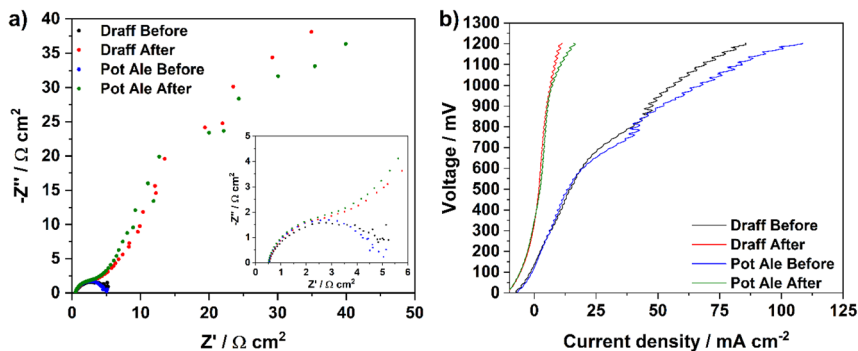 a)
Draff Before
Draff After
Pot Ale Before
Pot Ale After
-Z'' / Ω cm²
40
35
30
25
20
15
10
5
0
0 10 20 30 40 50
Z' / Ω cm²
-Z'' / Ω cm²
5
4
3
2
1
0
0 1 2 3 4 5 6
Z' / Ω cm²
b)
Voltage / mV
1300
1200
1100
1000
900
800
700
600
500
400
300
200
100
0
0 25 50 75 100 125
Current density / mA cm⁻²
Draff Before
Draff After
Pot Ale Before
Pot Ale After